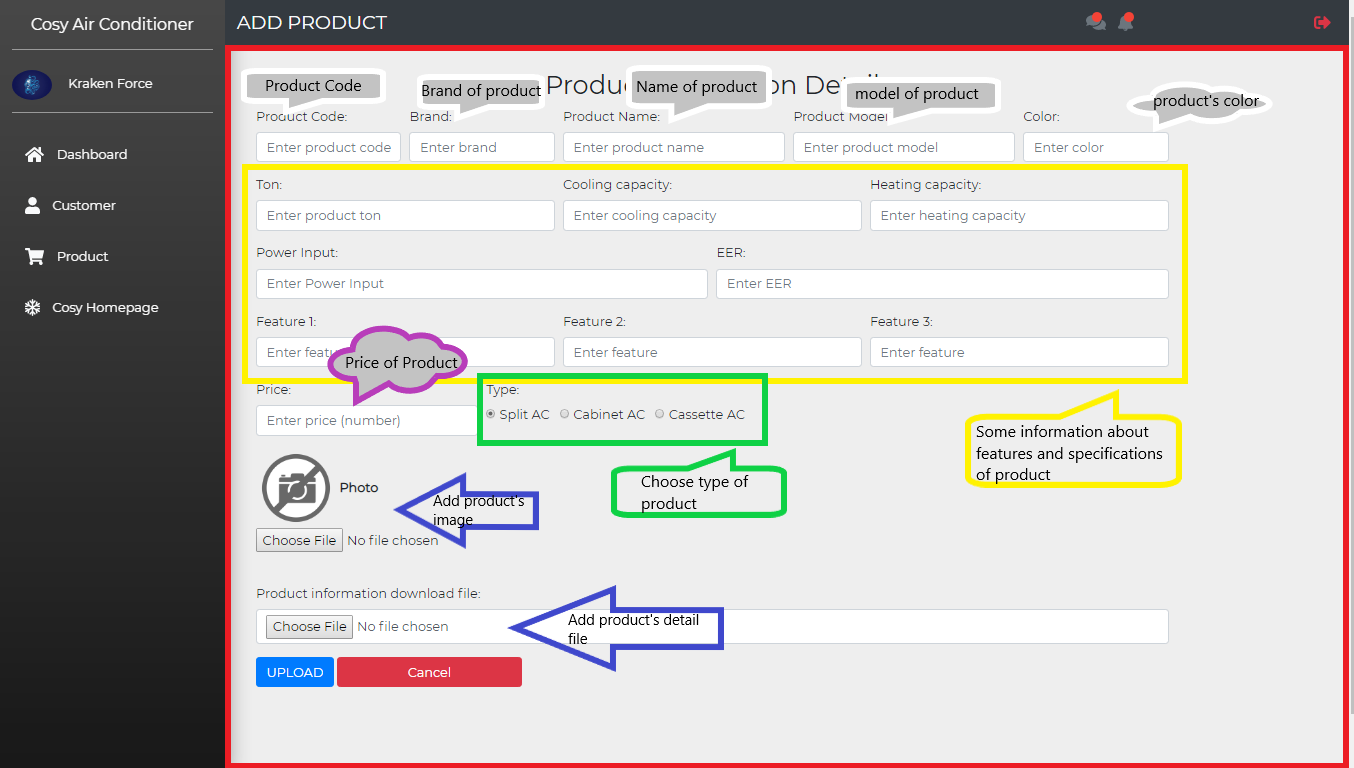 Cosy Air Conditioner
ADD PRODUCT
Kraken Force
Dashboard
Customer
Product
Cosy Homepage
Product Code
Brand of product
Name of product
model of product
product's color
Product Code:
Brand:
Product Name:
Product Model
Color:
Enter product code
Enter brand
Enter product name
Enter product model
Enter color
Ton:
Cooling capacity:
Heating capacity:
Enter product ton
Enter cooling capacity
Enter heating capacity
Power Input:
EER:
Enter Power Input
Enter EER
Feature 1:
Feature 2:
Feature 3:
Enter
Enter feature
Enter feature
Price of Product
Price:
Enter price (number)
Type:
Split AC
Cabinet AC
Cassette AC
Some information about
features and specifications
of product
Choose type of
product
Photo
Add product's
image
Choose File No file chosen
Product information download file:
Choose File No file chosen
Add product's detail
file
UPLOAD
Cancel